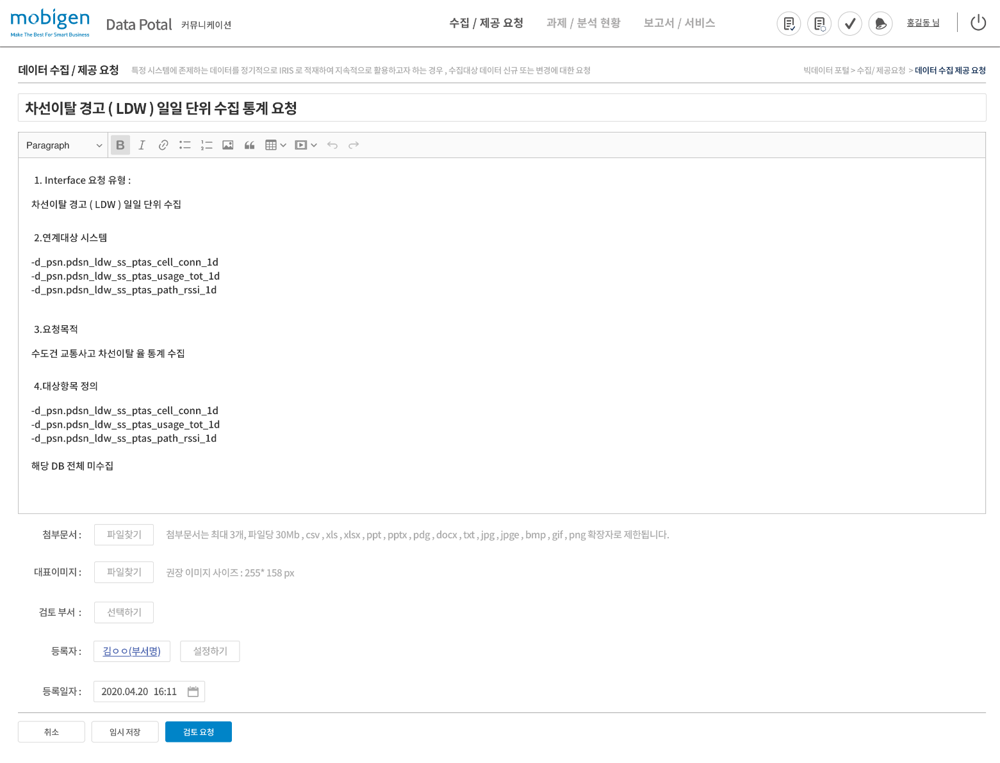 mobigen
Make The Best For Smart Business
Data Potal 커뮤니케이션
수집 / 제공 요청 과제 / 분석 현황 보고서 / 서비스
홍길동 님
데이터 수집 / 제공 요청 특정 시스템에 존재하는 데이터를 정기적으로 IRIS 로 적재하여 지속적으로 활용하고자 하는 경우 , 수집대상 데이터 신규 또는 변경에 대한 요청
빅데이터 포털 > 수집/ 제공요청 > 데이터 수집 제공 요청
차선이탈 경고 ( LDW ) 일일 단위 수집 통계 요청
Paragraph
1. Interface 요청 유형 :
차선이탈 경고 ( LDW ) 일일 단위 수집
2.연계대상 시스템
-d_psn.pdsn_ldw_ss_ptas_cell_conn_1d
-d_psn.pdsn_ldw_ss_ptas_usage_tot_1d
-d_psn.pdsn_ldw_ss_ptas_path_rssi_1d
3.요청목적
수도건 교통사고 차선이탈 율 통계 수집
4.대상항목 정의
-d_psn.pdsn_ldw_ss_ptas_cell_conn_1d
-d_psn.pdsn_ldw_ss_ptas_usage_tot_1d
-d_psn.pdsn_ldw_ss_ptas_path_rssi_1d
해당 DB 전체 미수집
첨부문서 : 파일찾기 첨부문서는 최대 3개, 파일당 30Mb , csv , xls , xlsx , ppt , pptx , pdg , docx , txt , jpg , jpge , bmp , gif , png 확장자로 제한됩니다.
대표이미지 : 파일찾기 권장 이미지 사이즈 : 255* 158 px
검토 부서 : 선택하기
등록자 : 김ㅇㅇ(부서명) 설정하기
등록일자 : 2020.04.20 16:11
취소 임시 저장 검토 요청